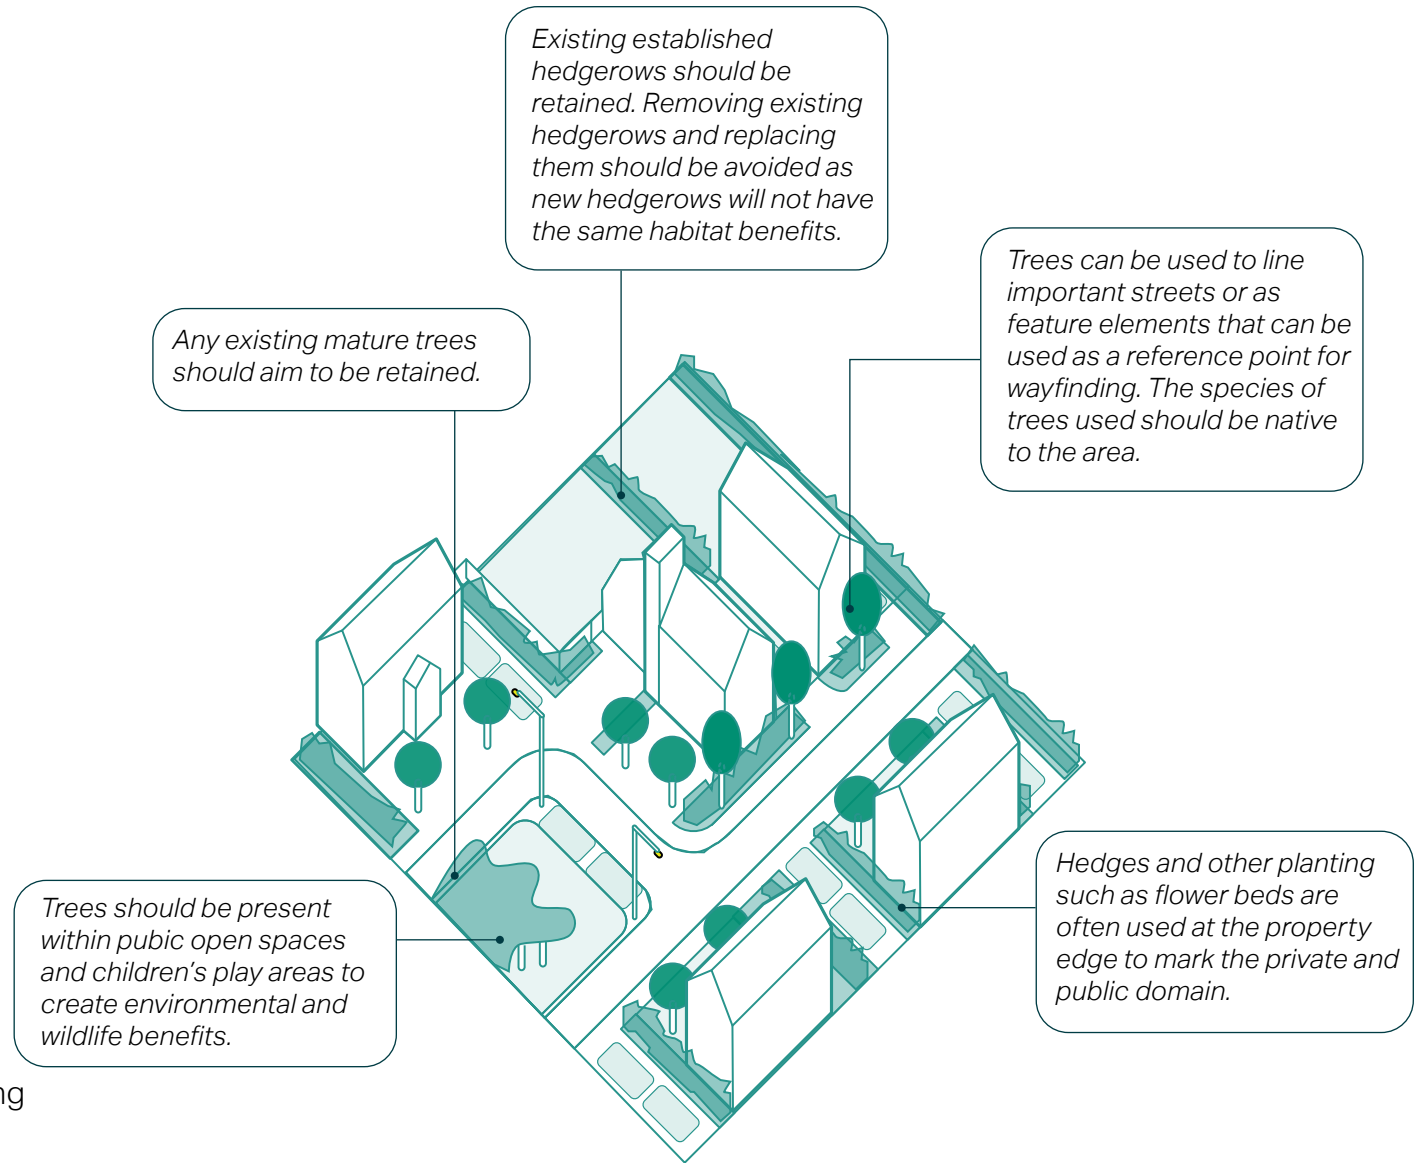 Existing established
hedgerows should be
retained. Removing existing
hedgerows and replacing
them should be avoided as
new hedgerows will not have
the same habitat benefits.
Trees can be used to line
important streets or as
feature elements that can be
used as a reference point for
wayfinding. The species of
trees used should be native
to the area.
Any existing mature trees
should aim to be retained.
Hedges and other planting
such as flower beds are
often used at the property
edge to mark the private and
public domain.
Trees should be present
within pubic open spaces
and children's play areas to
create environmental and
wildlife benefits.
ng